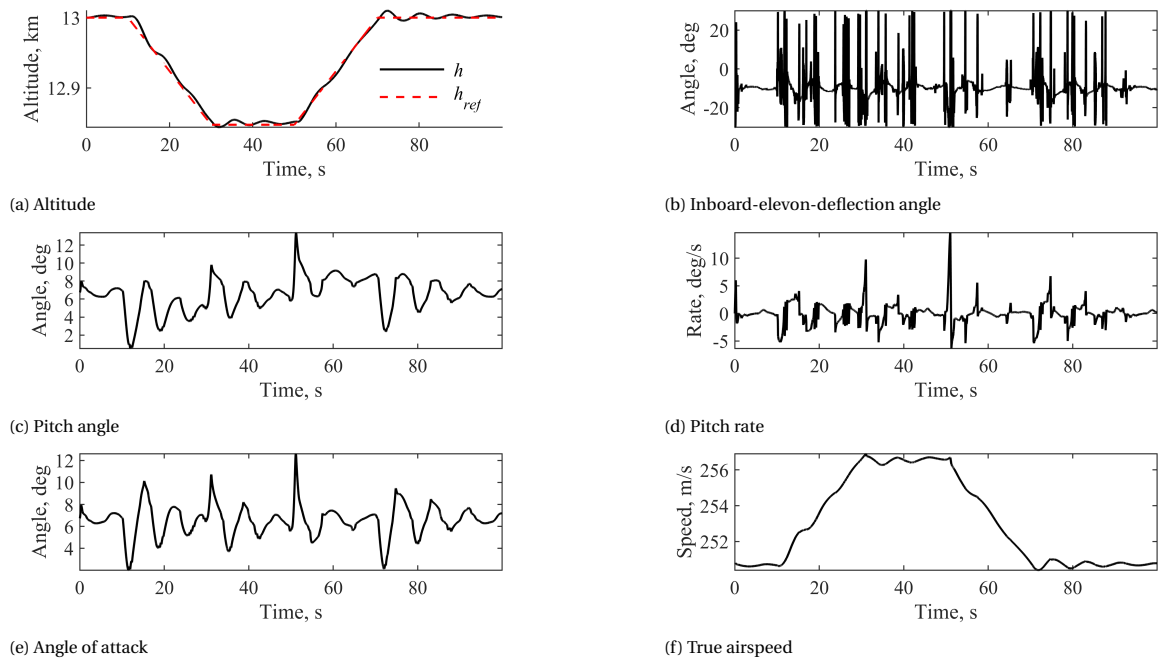 Altitude, km
13
12.9
h
h_ref
0 20 40 60 80
Time, s
(a) Altitude
Angle, deg
20
0
-20
0 20 40 60 80
Time, s
(b) Inboard-elevon-deflection angle
Angle, deg
12
10
8
6
4
2
0 20 40 60 80
Time, s
(c) Pitch angle
Rate, deg/s
10
5
0
-5
0 20 40 60 80
Time, s
(d) Pitch rate
Angle, deg
12
10
8
6
4
0 20 40 60 80
Time, s
(e) Angle of attack
Speed, m/s
256
254
252
0 20 40 60 80
Time, s
(f) True airspeed